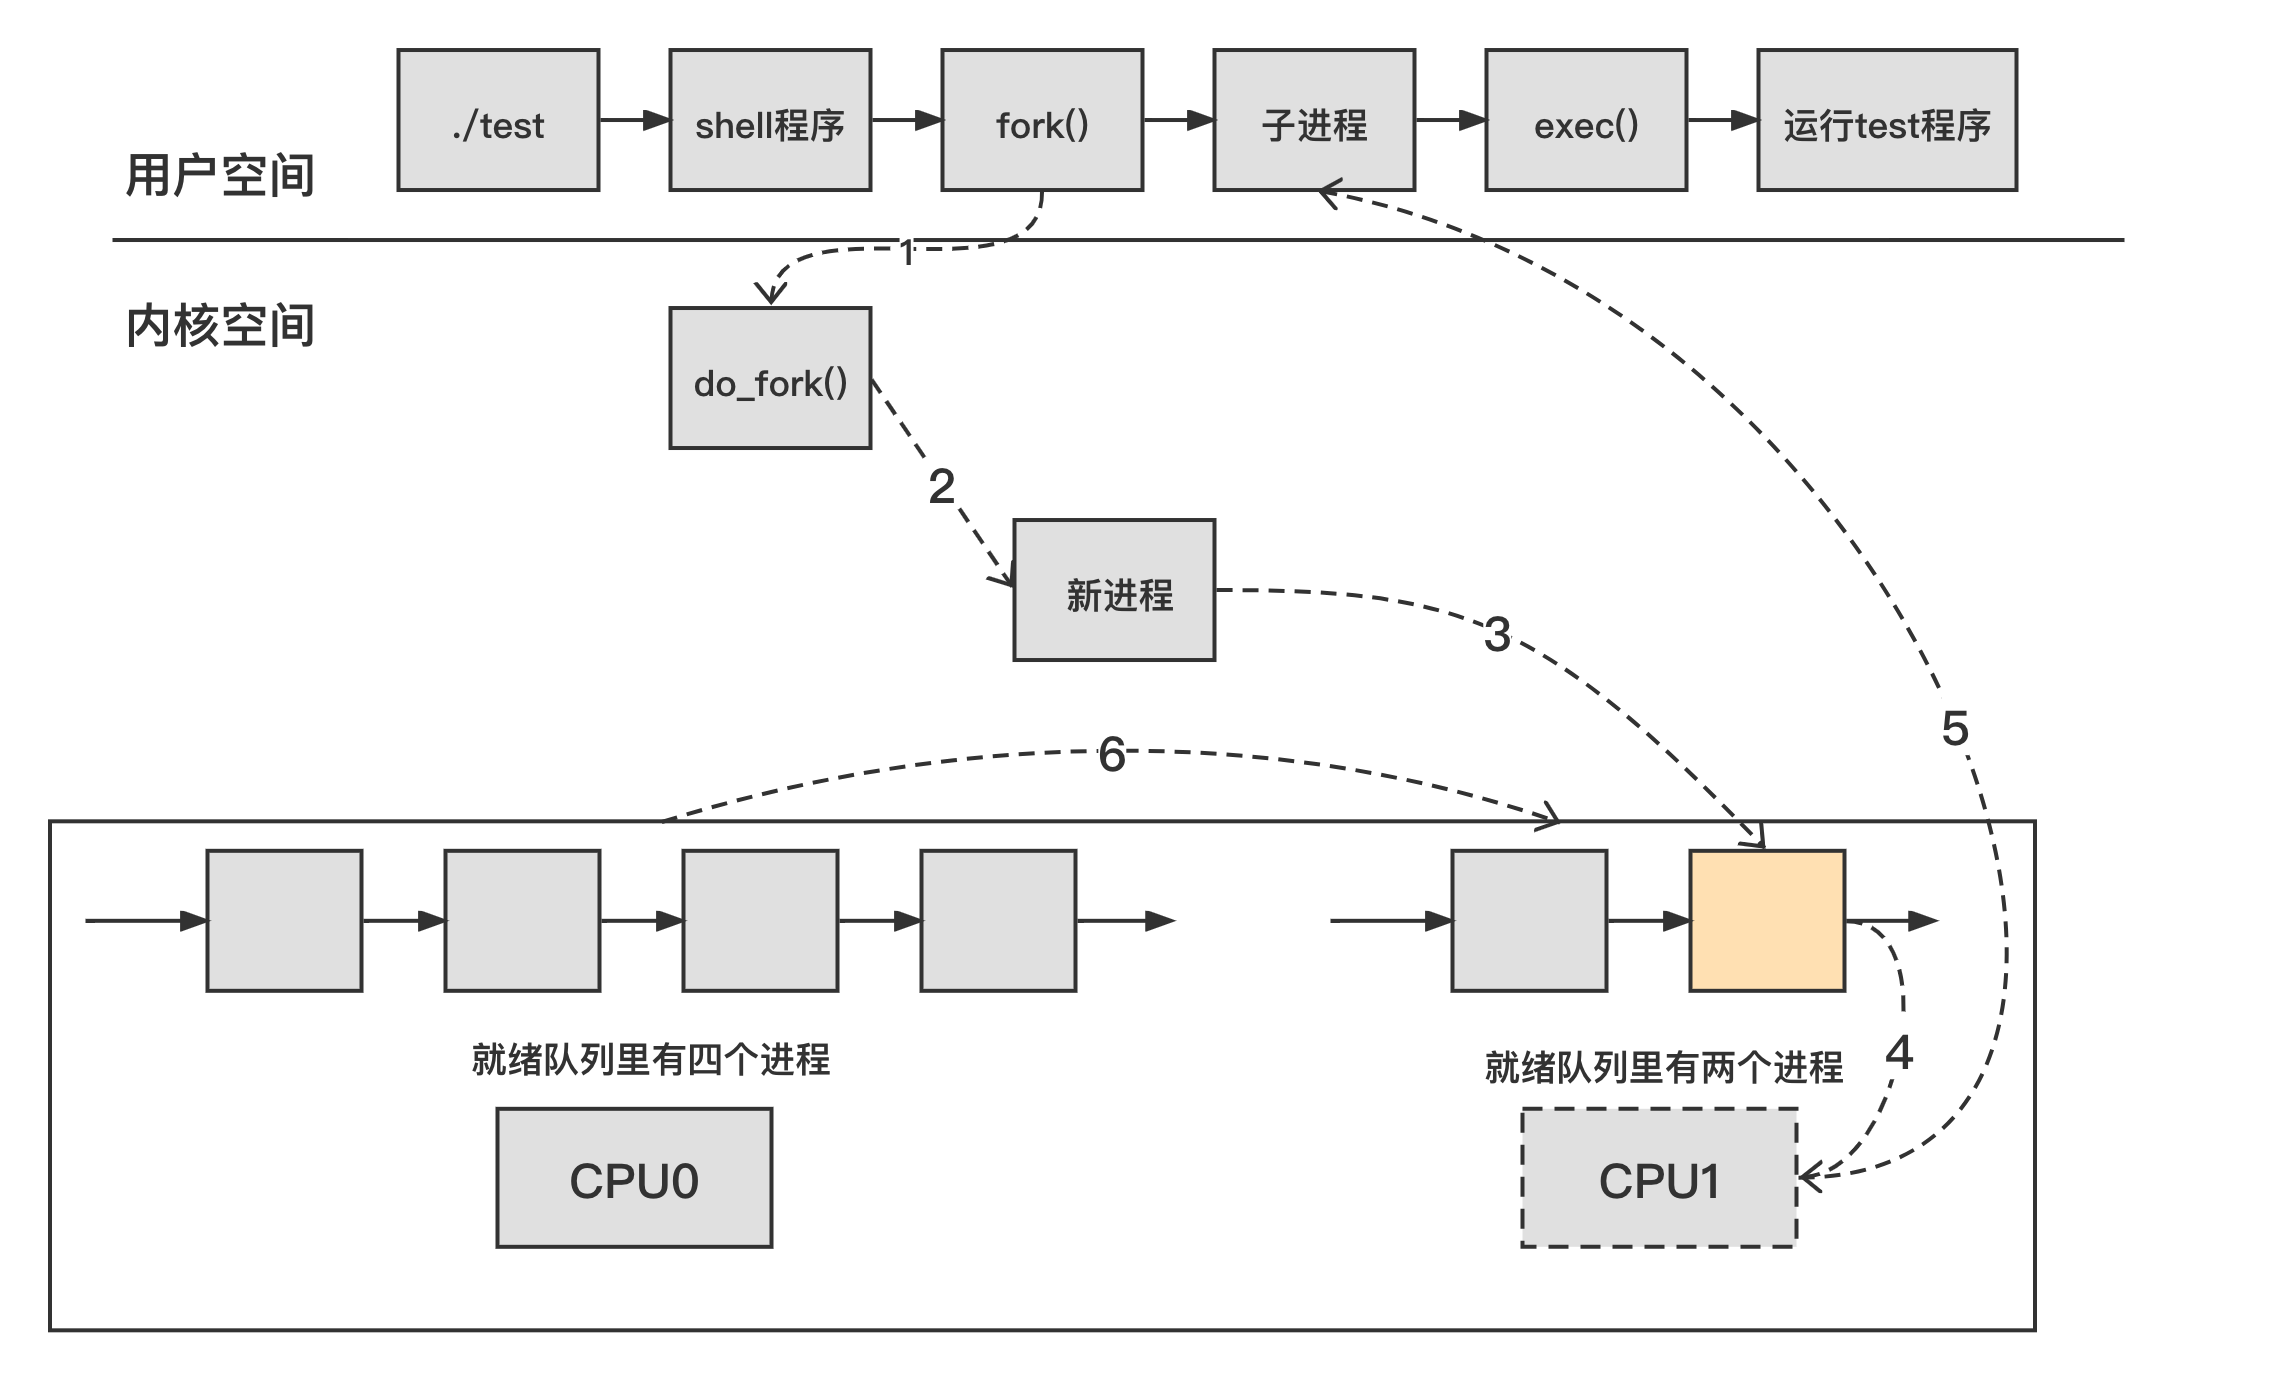 ./test
shell程序
fork()
子进程
exec()
运行test程序
用户空间
1
内核空间
do_fork()
2
新进程
3
5
6
就绪队列里有四个进程
就绪队列里有两个进程
4
CPU0
CPU1